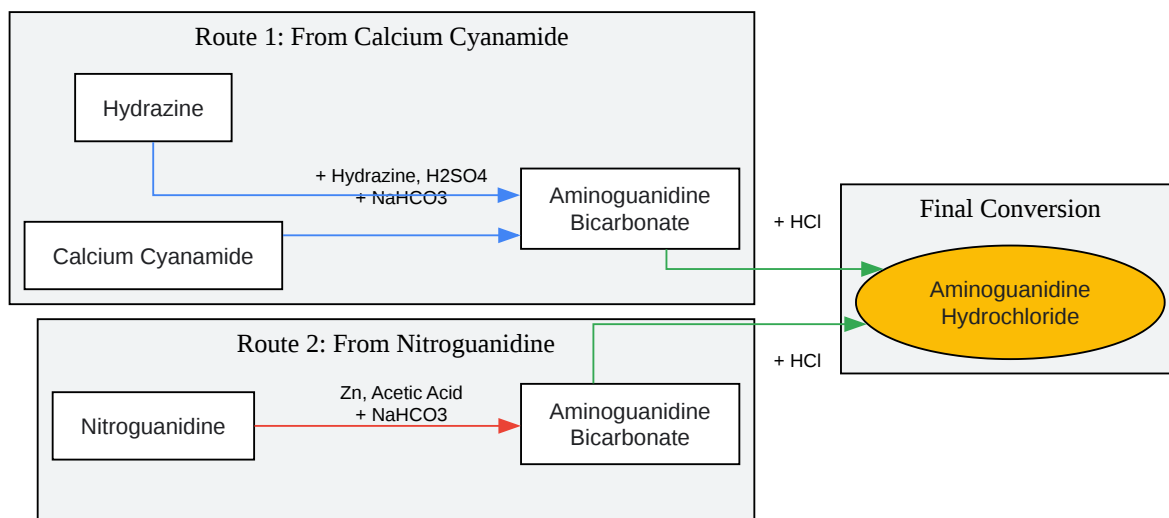 Route 1: From Calcium Cyanamide
Hydrazine
+ Hydrazine, H2SO4
+ NaHCO3
Aminoguanidine
Bicarbonate
Calcium Cyanamide
+ HCl
Final Conversion
Aminoguanidine
Hydrochloride
Route 2: From Nitroguanidine
Nitroguanidine
Zn, Acetic Acid
+ NaHCO3
Aminoguanidine
Bicarbonate
+ HCl